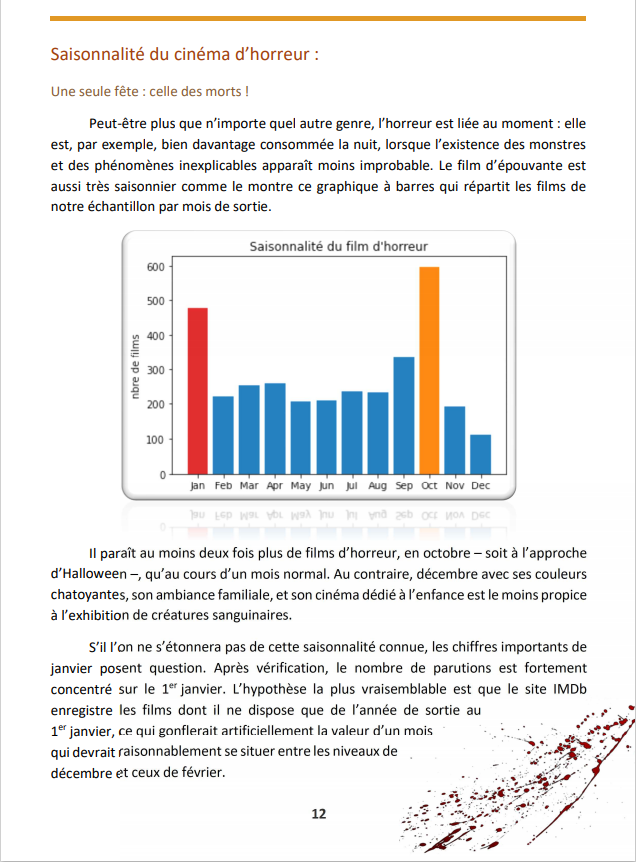 Saisonnalité du cinéma d’horreur :
Une seule fête : celle des morts !
Peut-être plus que n’importe quel autre genre, l’horreur est liée au moment : elle
est, par exemple, bien davantage consommée la nuit, lorsque l’existence des monstres
et des phénomènes inexplicables apparaît moins improbable. Le film d’épouvante est
aussi très saisonnier comme le montre ce graphique à barres qui répartit les films de
notre échantillon par mois de sortie.
Saisonnalité du film d'horreur
nbre de films
600
500
400
300
200
100
0
Jan Feb Mar Apr May Jun Jul Aug Sep Oct Nov Dec
Il paraît au moins deux fois plus de films d’horreur, en octobre – soit à l’approche
d’Halloween –, qu’au cours d’un mois normal. Au contraire, décembre avec ses couleurs
chatoyantes, son ambiance familiale, et son cinéma dédié à l’enfance est le moins propice
à l’exhibition de créatures sanguinaires.
S’il l’on ne s’étonnera pas de cette saisonnalité connue, les chiffres importants de
janvier posent question. Après vérification, le nombre de parutions est fortement
concentré sur le 1er janvier. L’hypothèse la plus vraisemblable est que le site IMDb
enregistre les films dont il ne dispose que de l’année de sortie au
1er janvier, ce qui gonflerait artificiellement la valeur d’un mois
qui devrait raisonnablement se situer entre les niveaux de
décembre et ceux de février.
12